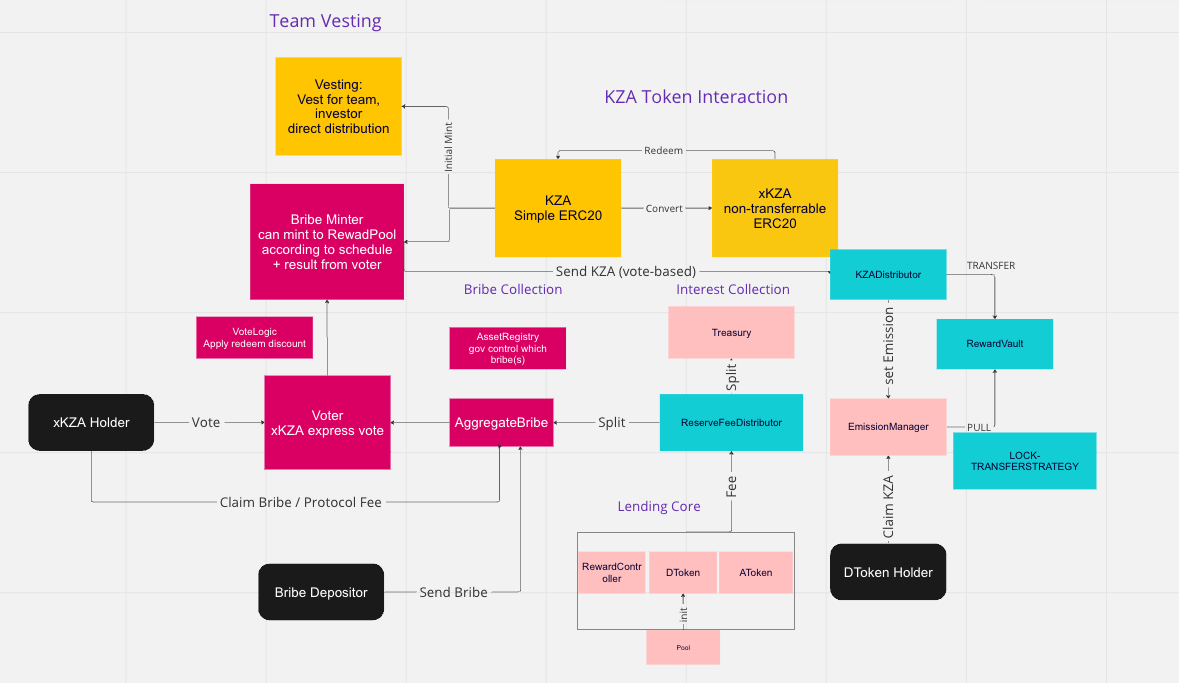 Team Vesting
Vesting:
Vest for team,
investor
direct distribution
KZA Token Interaction
Initial Mint
Redeem
KZA
Simple ERC20
Convert
xKZA
non-transferrable
ERC20
Bribe Minter
can mint to RewadPool
according to schedule
+ result from voter
Send KZA (vote-based)
KZADistributor
TRANSFER
Bribe Collection
Interest Collection
VoteLogic
Apply redeem discount
AssetRegistry
gov control which
bribe(s)
Treasury
set Emission
RewardVault
Split
xKZA Holder
Vote
Voter
xKZA express vote
AggregateBribe
Split
ReserveFeeDistributor
EmissionManager
PULL
LOCK-
TRANSFERSTRATEGY
Claim Bribe / Protocol Fee
Fee
Claim KZA
Lending Core
RewardContr
oller
DToken
AToken
DToken Holder
Bribe Depositor
Send Bribe
init
Pool